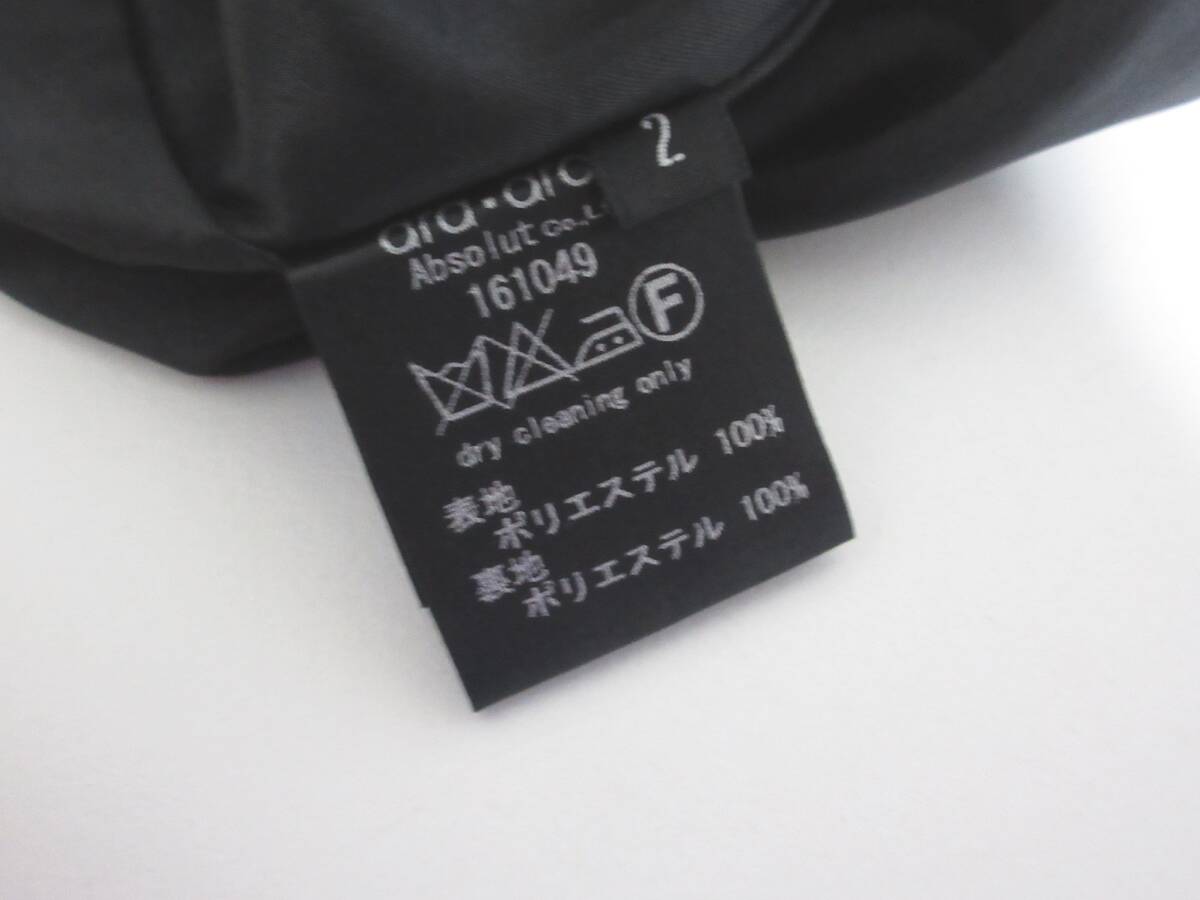 2
Absolut
161049
F
dry cleaning only
表地
ポリエステル 100%
裏地
ポリエステル 100%